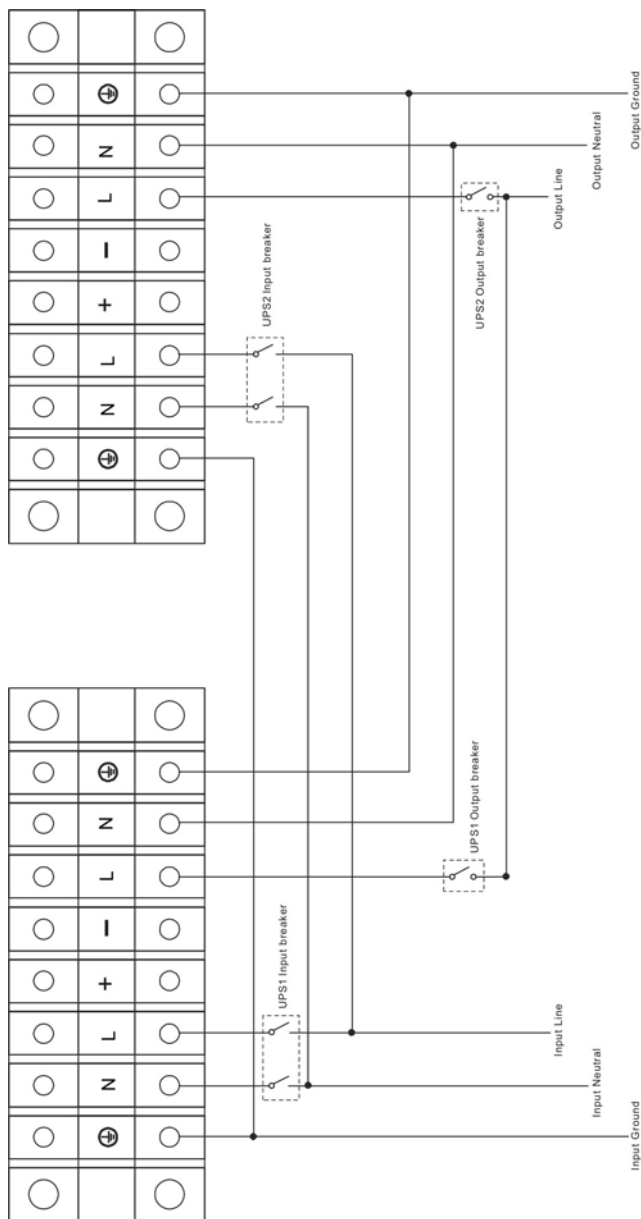 N L + − L N
N L + − L N
UPS1 Input breaker
UPS2 Input breaker
UPS1 Output breaker
UPS2 Output breaker
Input Line
Output Line
Input Neutral
Output Neutral
Input Ground
Output Ground